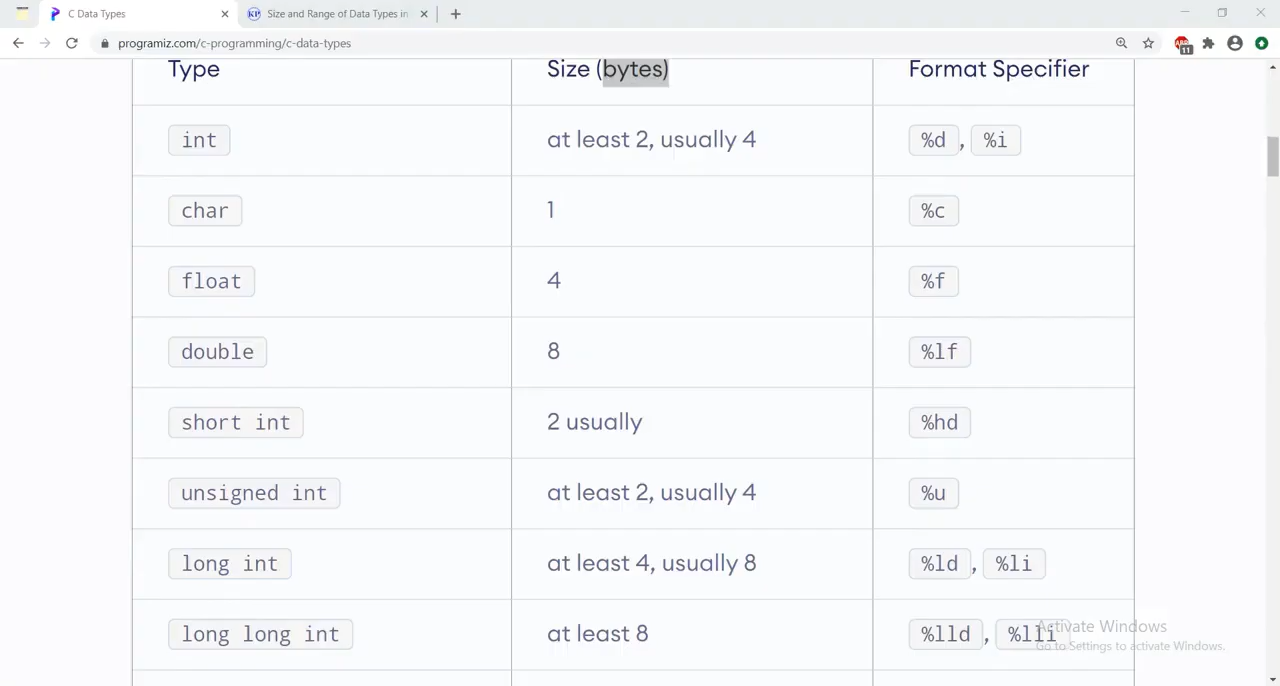 C Data Types
KP Size and Range of Data Types in
programiz.com/c-programming/c-data-types
11
Type Size (bytes) Format Specifier
int at least 2, usually 4 %d, %i
char 1 %c
float 4 %f
double 8 %lf
short int 2 usually %hd
unsigned int at least 2, usually 4 %u
long int at least 4, usually 8 %ld, %li
long long int at least 8 %lld, %lli
Activate Windows
Go to Settings to activate Windows.